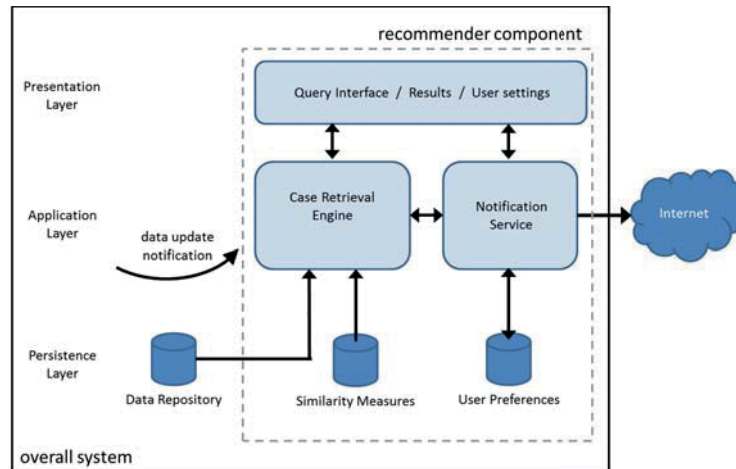 recommender component
Presentation
Layer
Query Interface / Results / User settings
Application
Layer
data update
notification
Case Retrieval
Engine
Notification
Service
Internet
Persistence
Layer
Data Repository
Similarity Measures
User Preferences
overall system